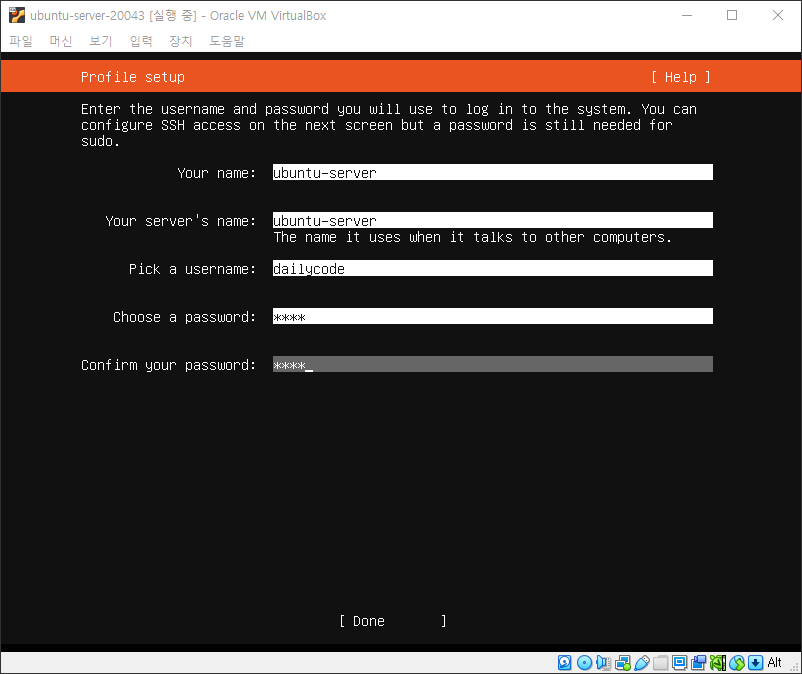 ubuntu-server-20043 [실행 중] - Oracle VM VirtualBox
파일 머신 보기 입력 장치 도움말
Profile setup [ Help ]
Enter the username and password you will use to log in to the system. You can
configure SSH access on the next screen but a password is still needed for
sudo.
Your name: ubuntu-server
Your server's name: ubuntu-server
The name it uses when it talks to other computers.
Pick a username: dailycode
Choose a password: ****
Confirm your password: ****_
[ Done ]
Alt